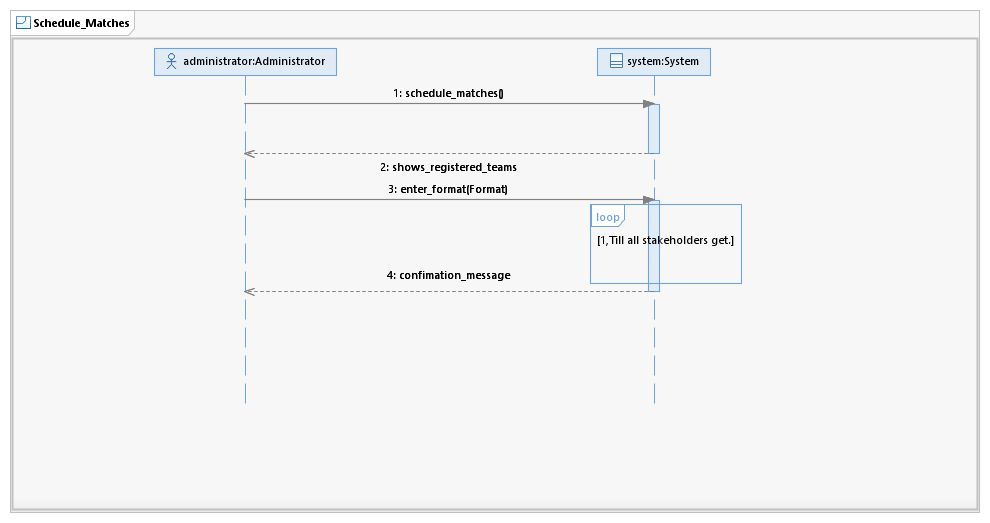 Schedule_Matches
administrator:Administrator
system:System
1: schedule_matches()
2: shows_registered_teams
3: enter_format(Format)
loop
[1,Till all stakeholders get.]
4: confimation_message